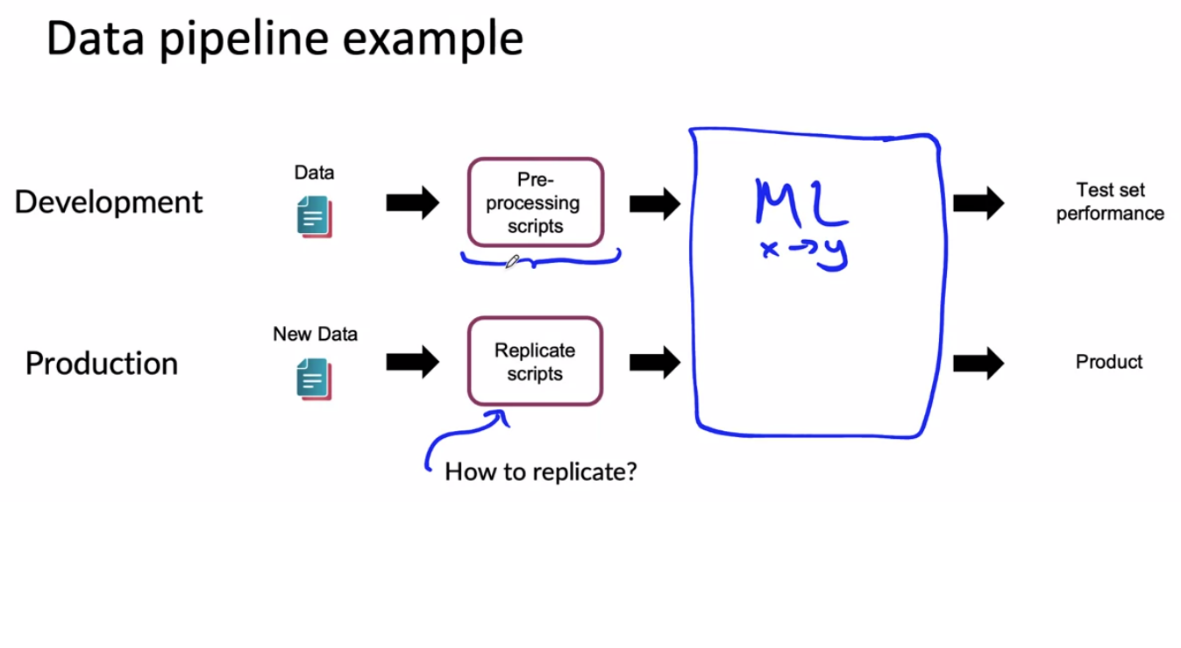 Data pipeline example
Development
Data
Pre-
processing
scripts
ML
x → y
Test set
performance
Production
New Data
Replicate
scripts
Product
How to replicate?